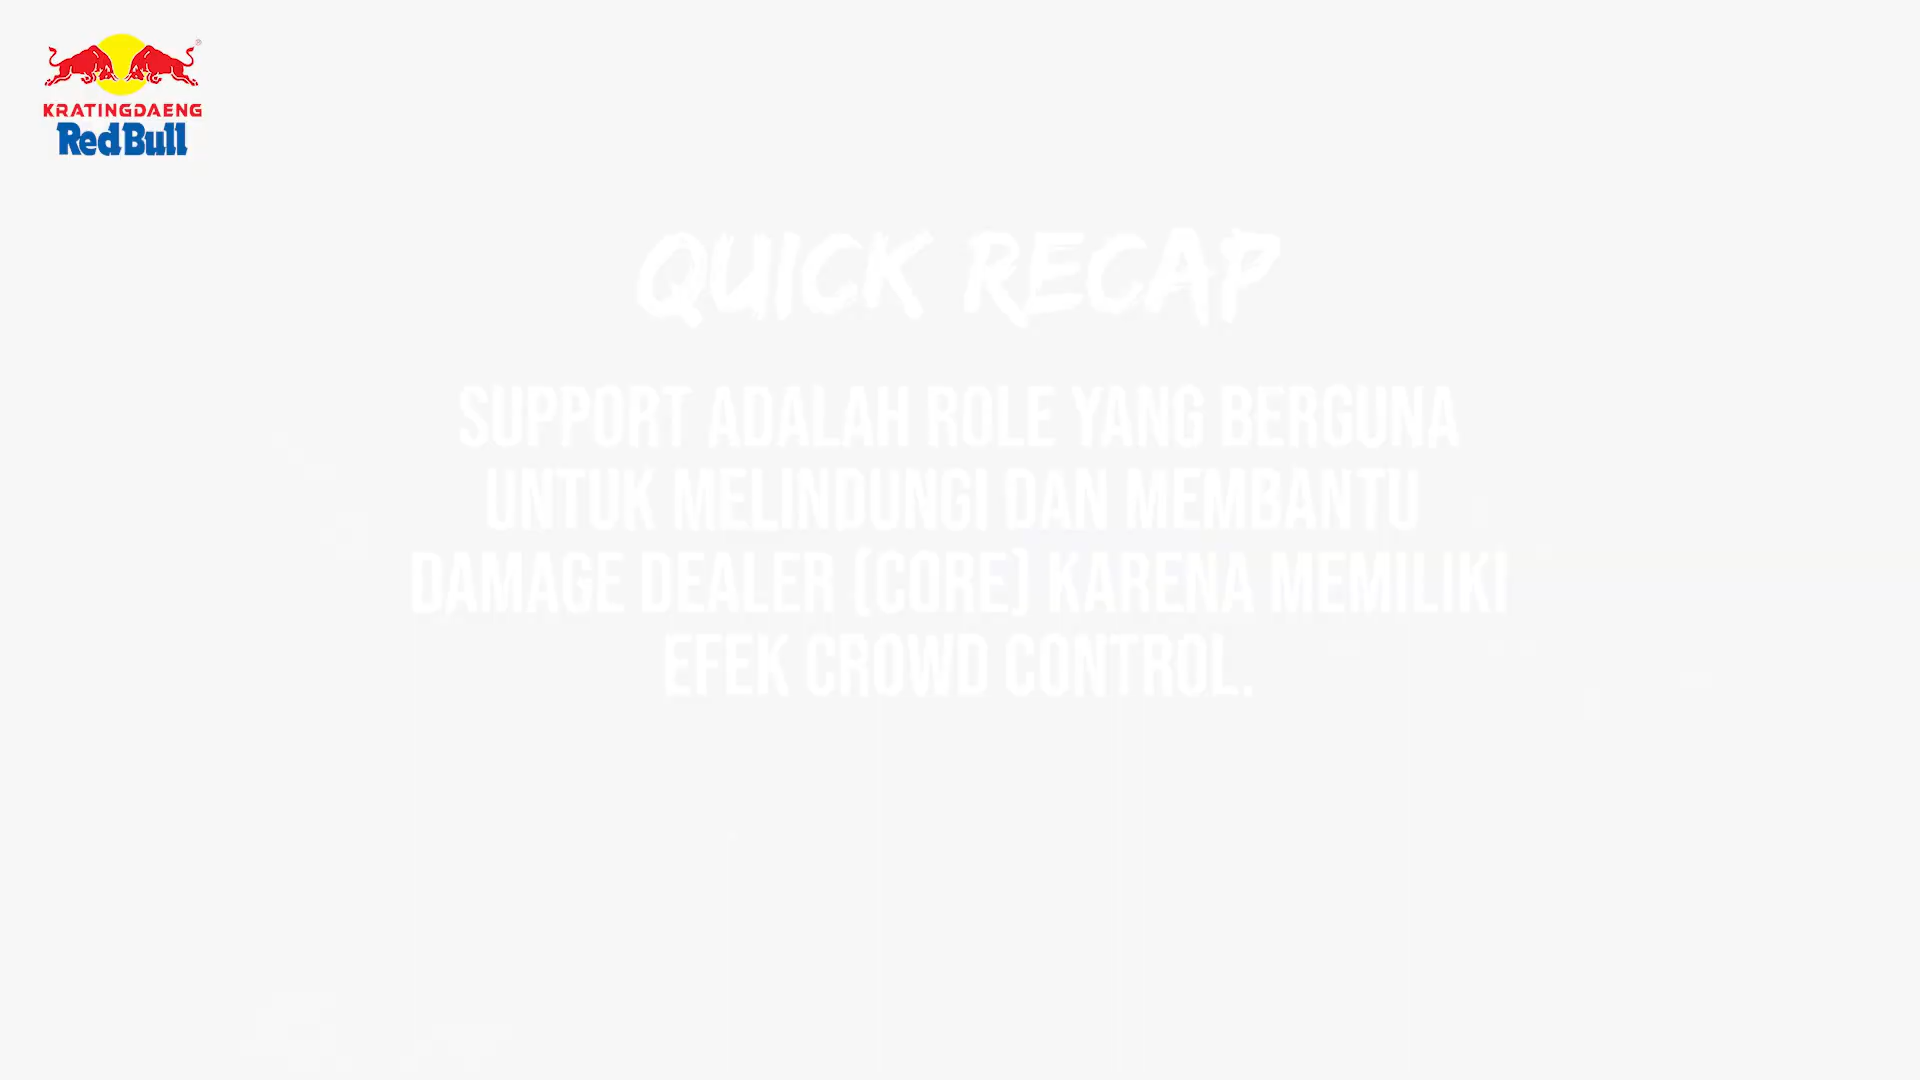 KRATINGDAENG
Red Bull
QUICK RECAP
SUPPORT ADALAH ROLE YANG BERGUNA
UNTUK MELINDUNGI DAN MEMBANTU
DAMAGE DEALER (CORE) KARENA MEMILIKI
EFEK CROWD CONTROL.